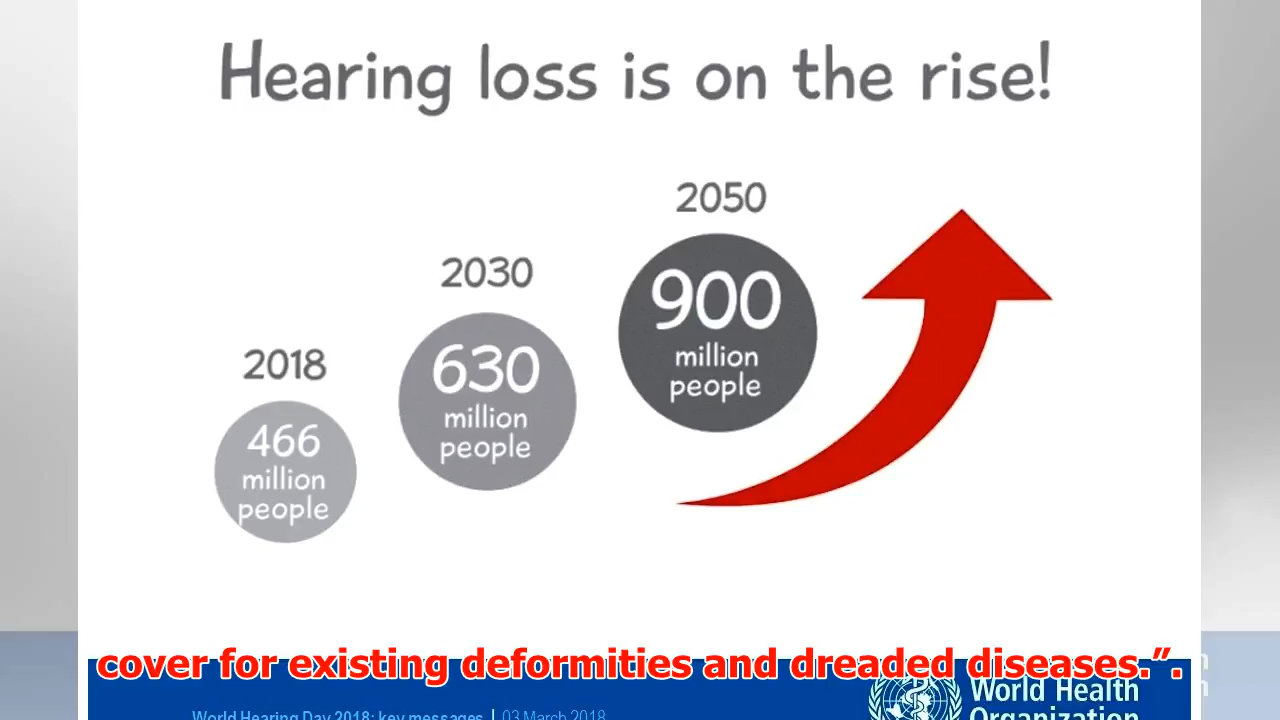 Hearing loss is on the rise!
2050
2030
900
million
people
2018
630
million
people
466
million
people
cover for existing deformities and dreaded diseases.”.
World Health
Organization
World Hearing Day 2018: key messages | 03 March 2018